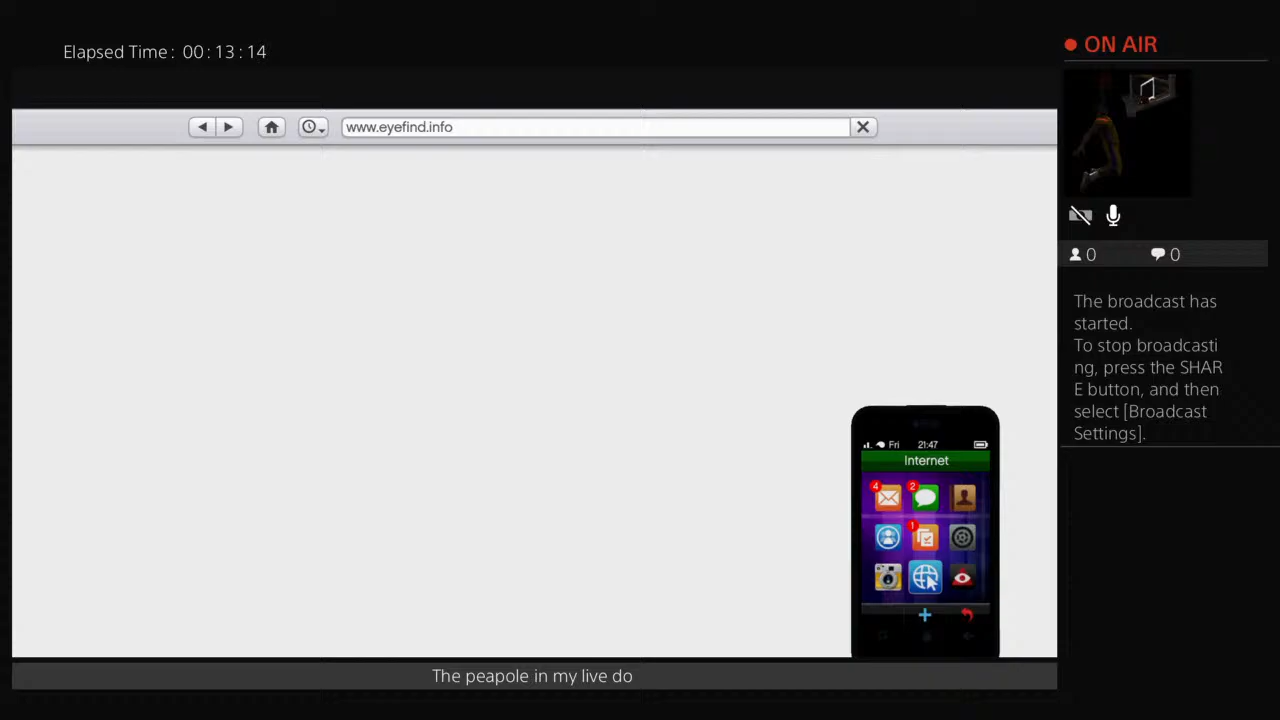 Elapsed Time: 00:13:14
ON AIR
www.eyefind.info
0 0
The broadcast has
started.
To stop broadcasti
ng, press the SHAR
E button, and then
select [Broadcast
Settings].
Fri 21:47
Internet
4 2
1
The peapole in my live do